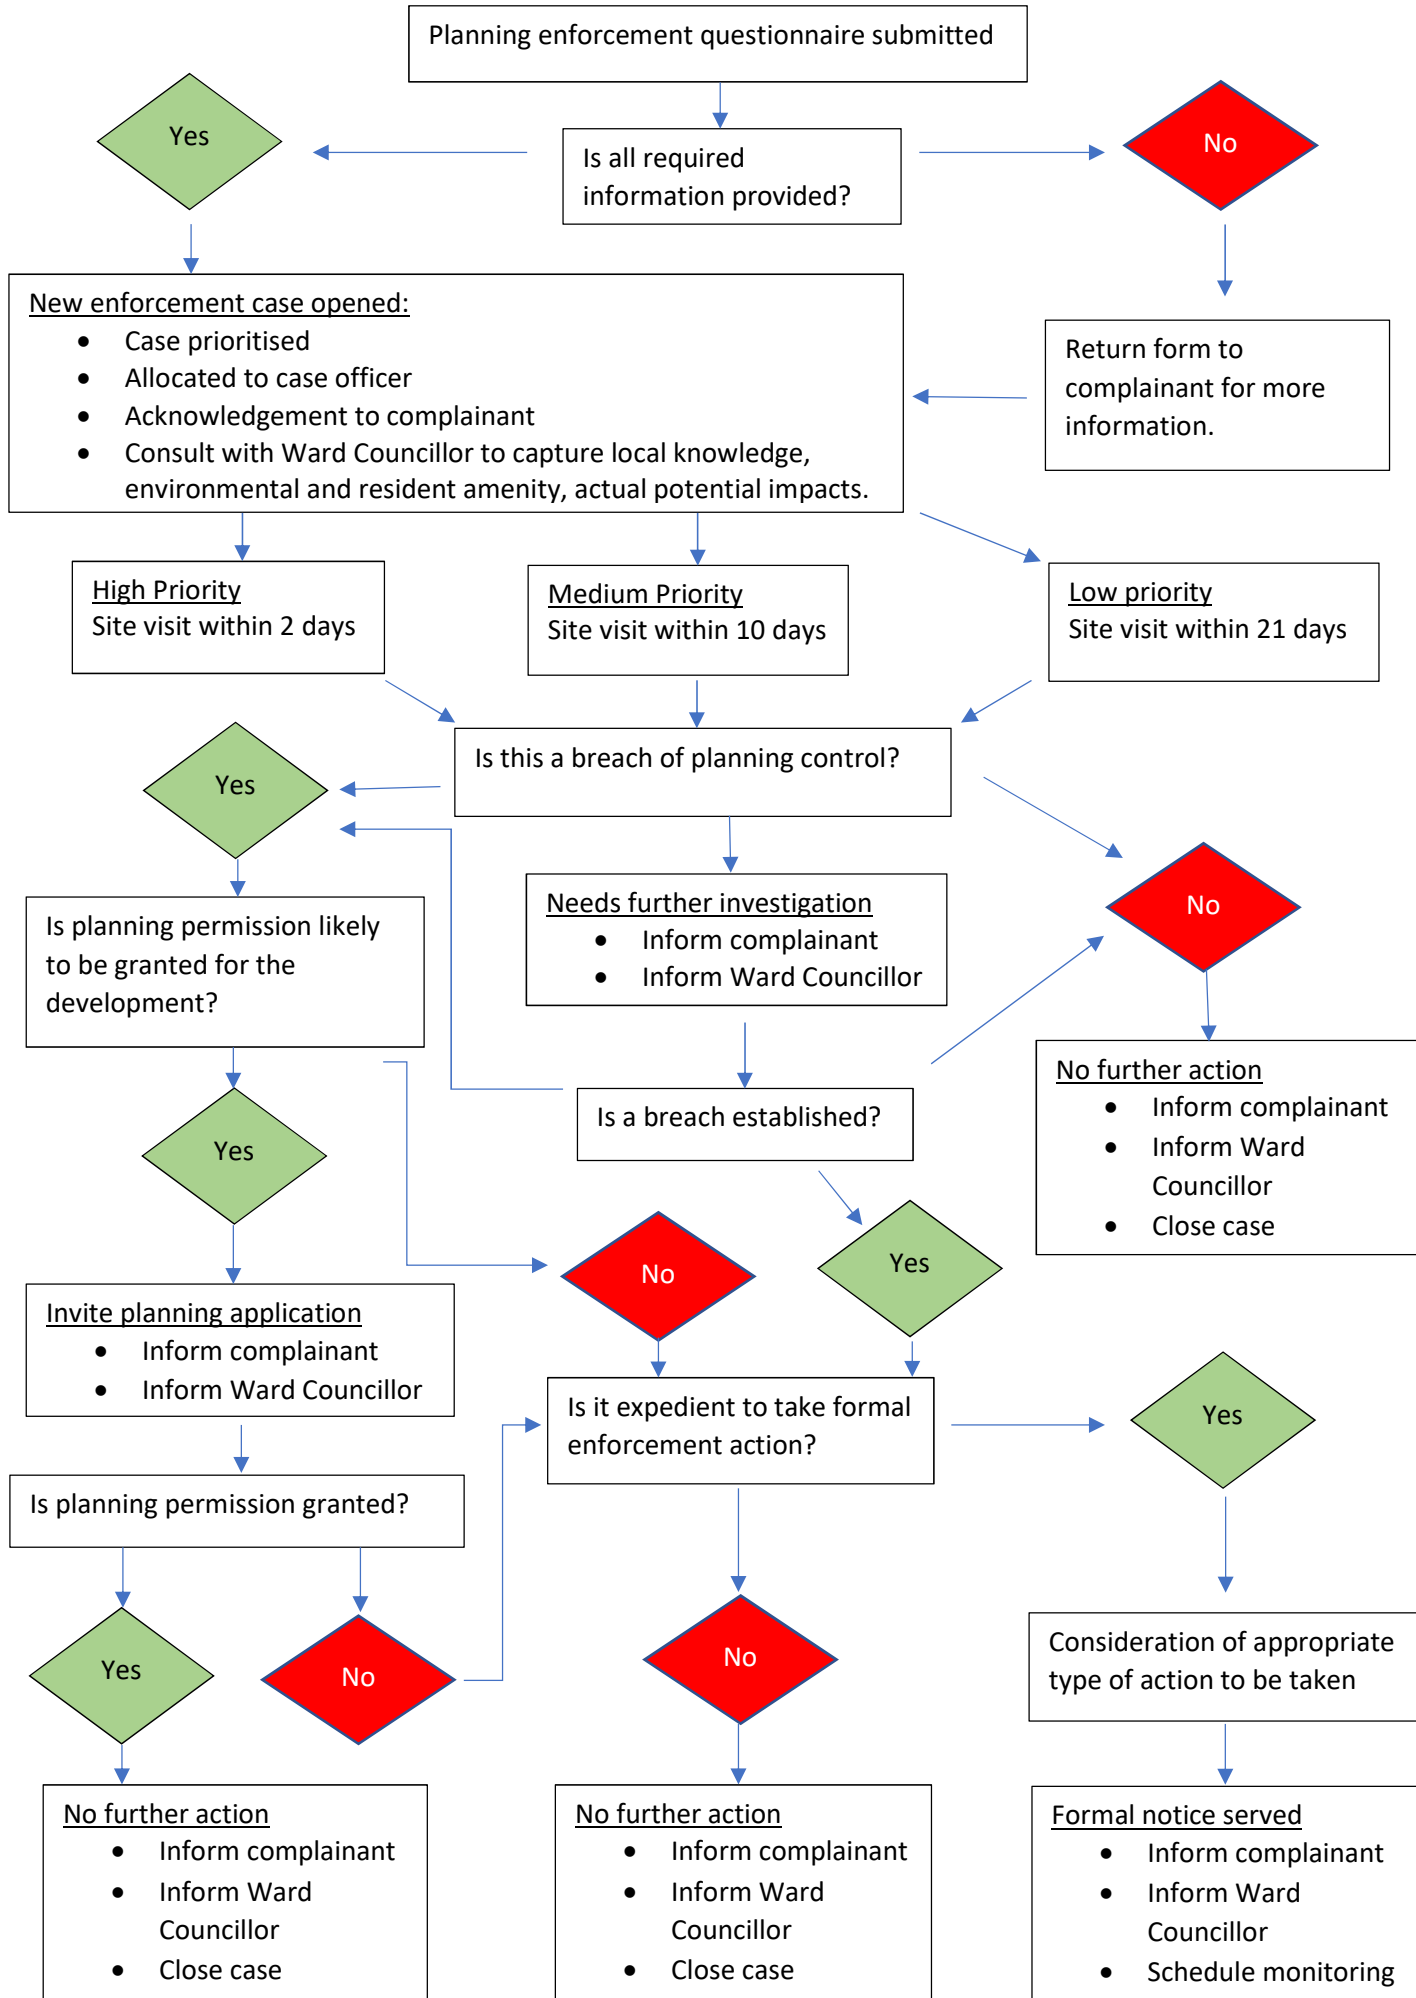 Planning enforcement questionnaire submitted
Yes
Is all required
information provided?
No
New enforcement case opened:
• Case prioritised
• Allocated to case officer
• Acknowledgement to complainant
• Consult with Ward Councillor to capture local knowledge,
environmental and resident amenity, actual potential impacts.
Return form to
complainant for more
information.
High Priority
Site visit within 2 days
Medium Priority
Site visit within 10 days
Low priority
Site visit within 21 days
Is this a breach of planning control?
Yes
Needs further investigation
• Inform complainant
• Inform Ward Councillor
No
Is planning permission likely
to be granted for the
development?
No further action
• Inform complainant
• Inform Ward
Councillor
• Close case
Is a breach established?
Yes
No
Yes
Invite planning application
• Inform complainant
• Inform Ward Councillor
Is it expedient to take formal
enforcement action?
Yes
Is planning permission granted?
Yes
No
No
Consideration of appropriate
type of action to be taken
No further action
• Inform complainant
• Inform Ward
Councillor
• Close case
No further action
• Inform complainant
• Inform Ward
Councillor
• Close case
Formal notice served
• Inform complainant
• Inform Ward
Councillor
• Schedule monitoring